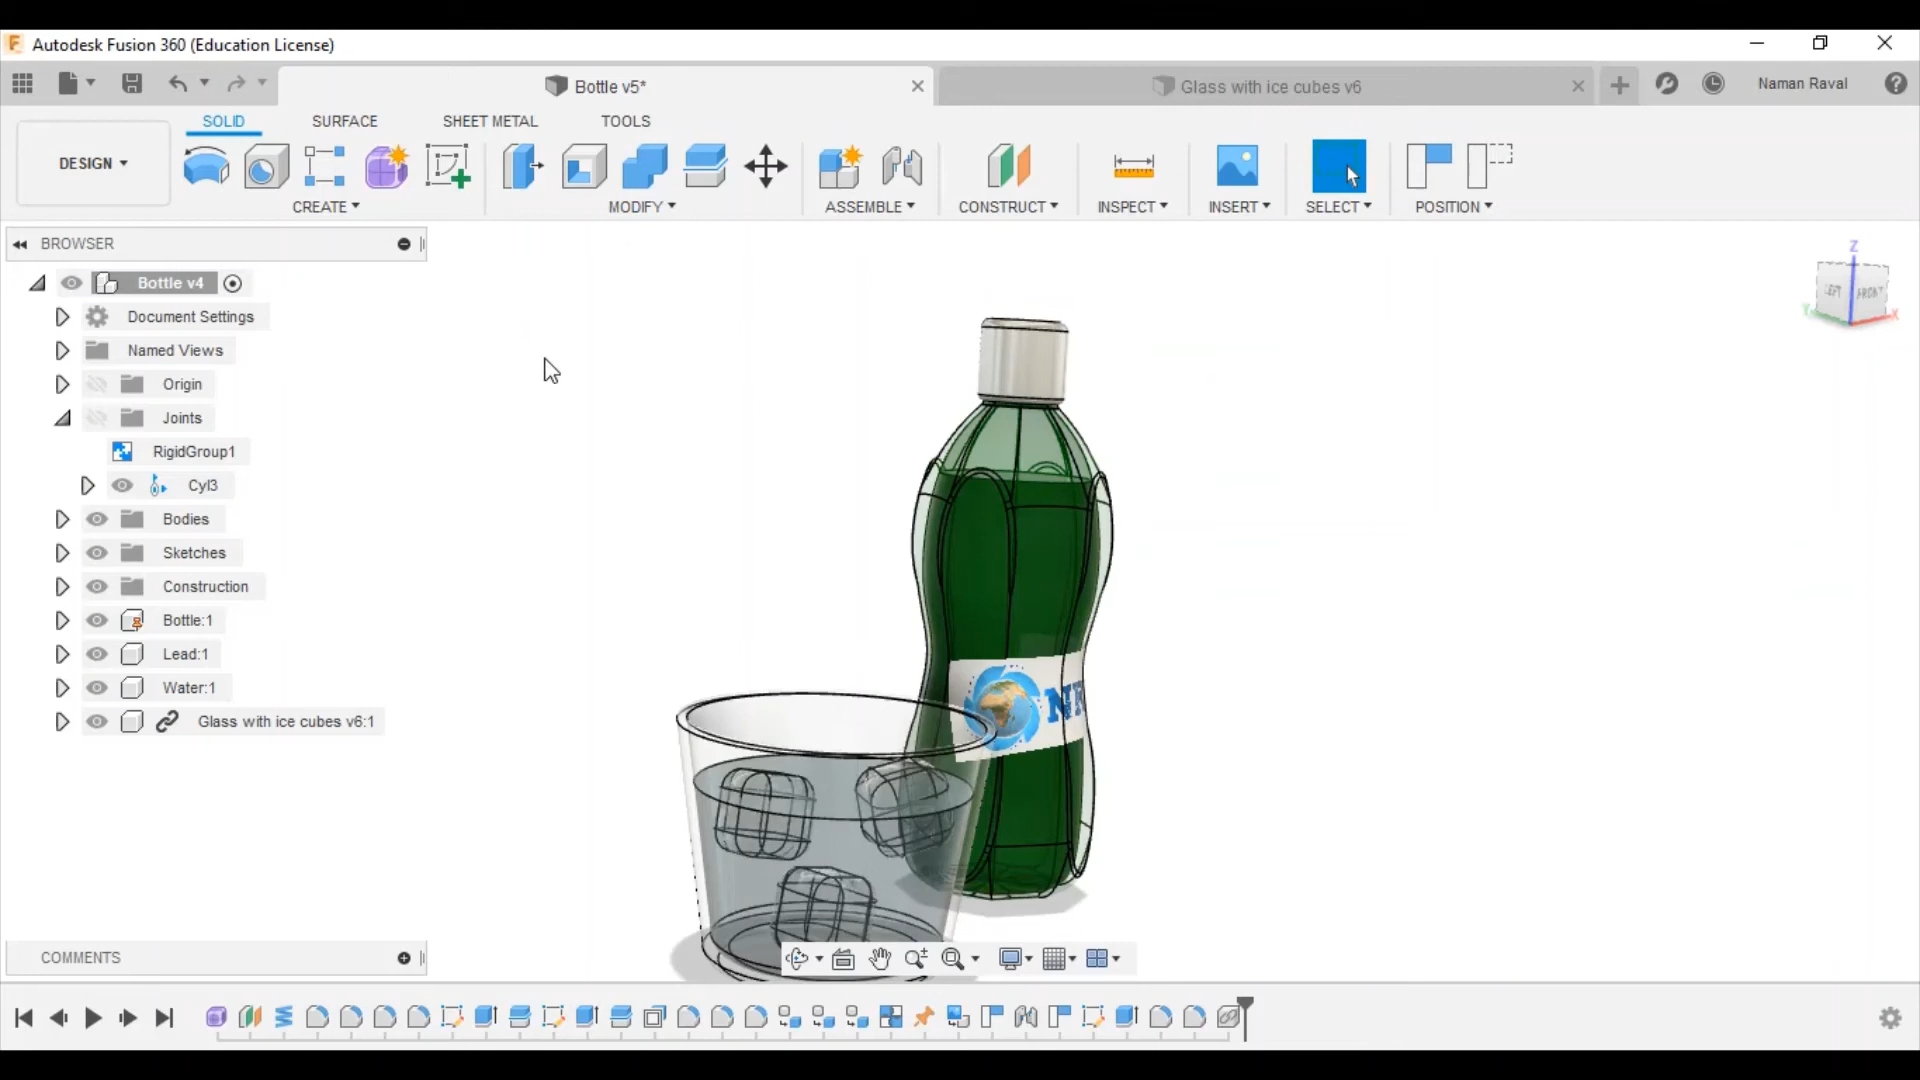 Autodesk Fusion 360 (Education License)
Bottle v5*
Glass with ice cubes v6
Naman Raval
SOLID
SURFACE
SHEET METAL
TOOLS
DESIGN
CREATE
MODIFY
ASSEMBLE
CONSTRUCT
INSPECT
INSERT
SELECT
POSITION
BROWSER
Bottle v4
Document Settings
Named Views
Origin
Joints
RigidGroup1
Cyl3
Bodies
Sketches
Construction
Bottle:1
Lead:1
Water:1
Glass with ice cubes v6:1
Z
LEFT
FRONT
Y
X
COMMENTS